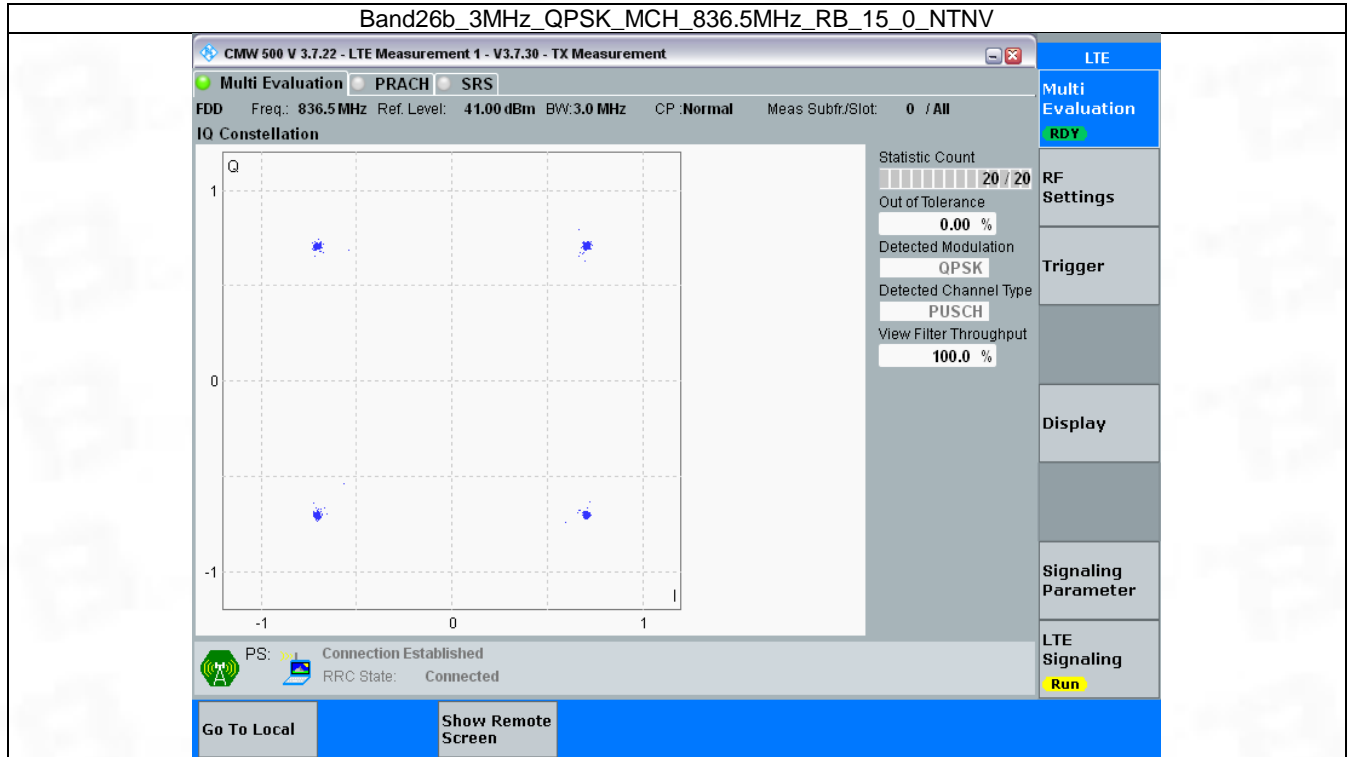 Band26b_3MHz_QPSK_MCH_836.5MHz_RB_15_0_NTNV
CMW 500 V 3.7.22 - LTE Measurement 1 - V3.7.30 - TX Measurement
LTE
Multi Evaluation PRACH SRS
Multi
Evaluation
RDY
FDD Freq.: 836.5 MHz Ref. Level: 41.00 dBm BW: 3.0 MHz CP :Normal Meas Subfr./Slot: 0 / All
IQ Constellation
Q
1
0
-1
I
-1 0 1
Statistic Count
20 / 20
Out of Tolerance
0.00 %
Detected Modulation
QPSK
Detected Channel Type
PUSCH
View Filter Throughput
100.0 %
RF
Settings
Trigger
Display
Signaling
Parameter
LTE
Signaling
Run
PS: Connection Established
RRC State: Connected
Go To Local
Show Remote
Screen